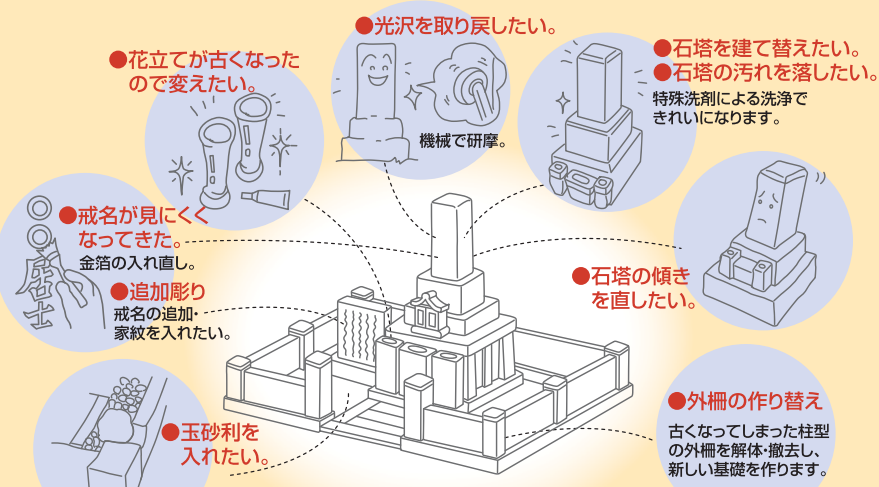 ●光沢を取り戻したい。
機械で研摩。
●花立てが古くなった
ので変えたい。
●石塔を建て替えたい。
●石塔の汚れを落したい。
特殊洗剤による洗浄で
きれいになります。
●戒名が見にくく
なってきた。
金箔の入れ直し。
居士
●追加彫り
戒名の追加・
家紋を入れたい。
●石塔の傾き
を直したい。
●玉砂利を
入れたい。
●外柵の作り替え
古くなってしまった柱型
の外柵を解体・撤去し、
新しい基礎を作ります。